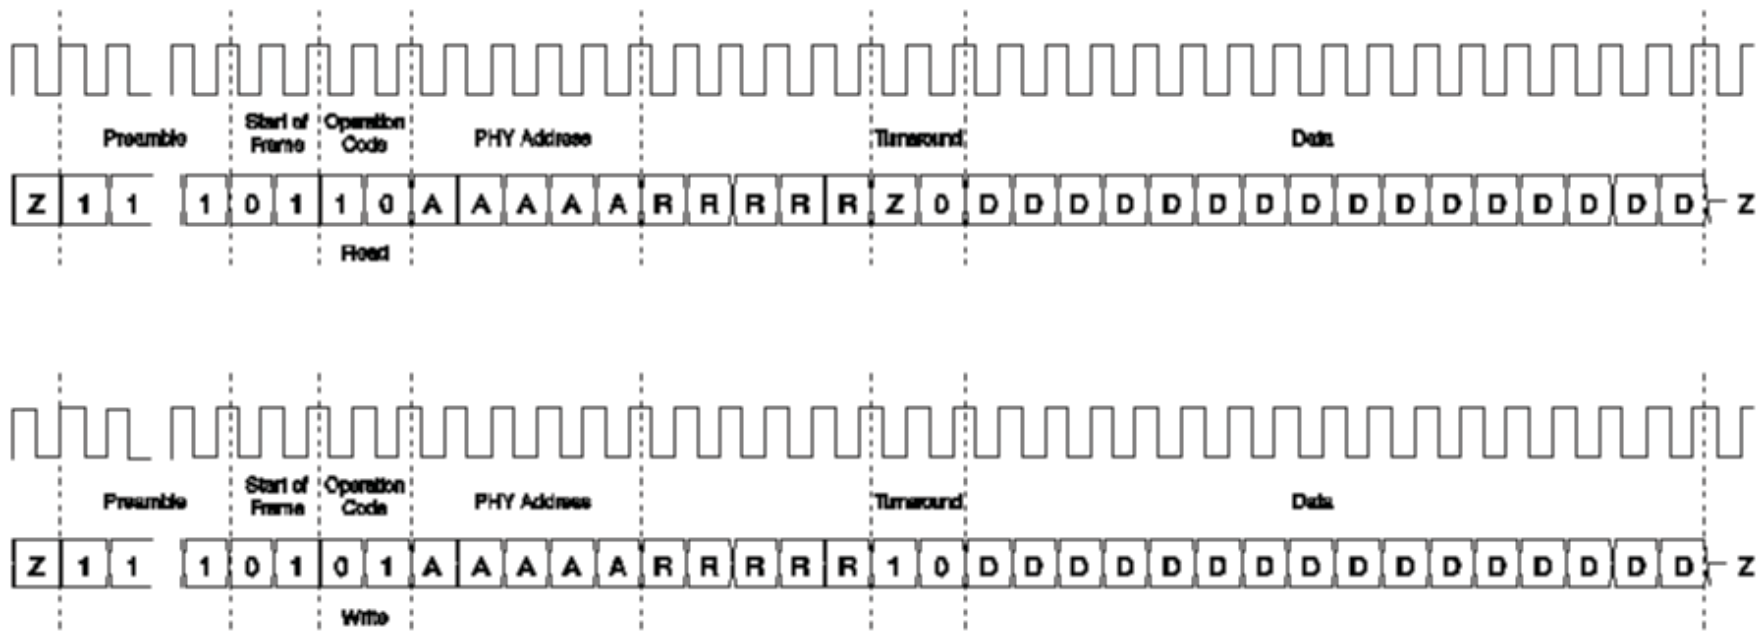 Preamble Start of Frame Operation Code PHY Address Turnaround Data
Z 1 1 1 0 1 1 0 A A A A A R R R R R Z 0 D D D D D D D D D D D D D D D D Z
Read
Preamble Start of Frame Operation Code PHY Address Turnaround Data
Z 1 1 1 0 1 0 1 A A A A A R R R R R 1 0 D D D D D D D D D D D D D D D D Z
Write